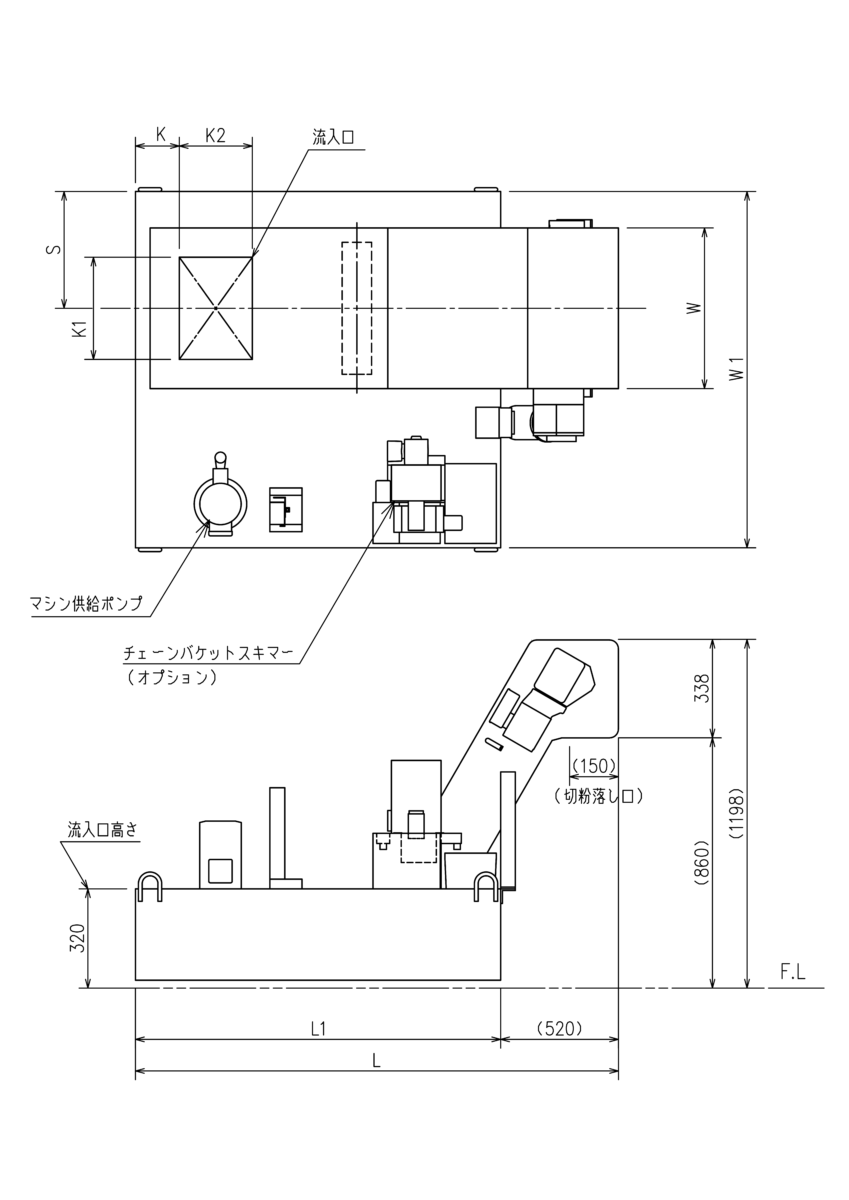 K
K2
流入口
S
K1
W
W1
マシン供給ポンプ
チェーンバケットスキマー
(オプション)
338
(150)
(切粉落し口)
流入口高さ
(1198)
(860)
320
F.L
L1
(520)
L